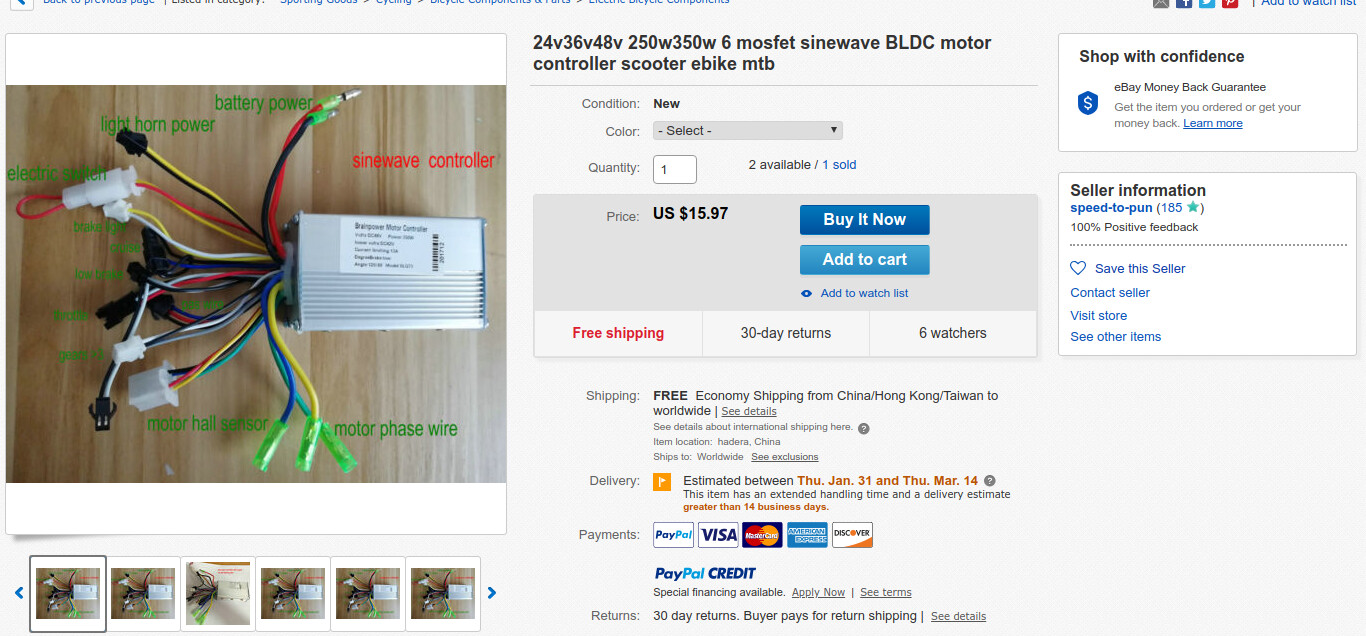 Back to previous page | Listed in category: Sporting Goods > Cycling > Bicycle Components & Parts > Electric Bicycle Components
| Add to watch list
battery power
light horn power
electric switch
sinewave controller
brake light
low brake
motor hall sensor
motor phase wire
Brainpower Motor Controller
24v36v48v 250w350w 6 mosfet sinewave BLDC motor
controller scooter ebike mtb
Condition: New
Color: - Select -
Quantity: 1
2 available / 1 sold
Price: US $15.97
Buy It Now
Add to cart
Add to watch list
Free shipping
30-day returns
6 watchers
Shipping: FREE Economy Shipping from China/Hong Kong/Taiwan to
worldwide | See details
See details about international shipping here. ?
Item location: hadera, China
Ships to: Worldwide See exclusions
Delivery: Estimated between Thu. Jan. 31 and Thu. Mar. 14 ?
This item has an extended handling time and a delivery estimate
greater than 14 business days.
Payments: PayPal VISA MasterCard AMERICAN EXPRESS DISCOVER
PayPal CREDIT
Special financing available. Apply Now | See terms
Returns: 30 day returns. Buyer pays for return shipping | See details
Shop with confidence
eBay Money Back Guarantee
Get the item you ordered or get your
money back. Learn more
Seller information
speed-to-pun (185)
100% Positive feedback
Save this Seller
Contact seller
Visit store
See other items